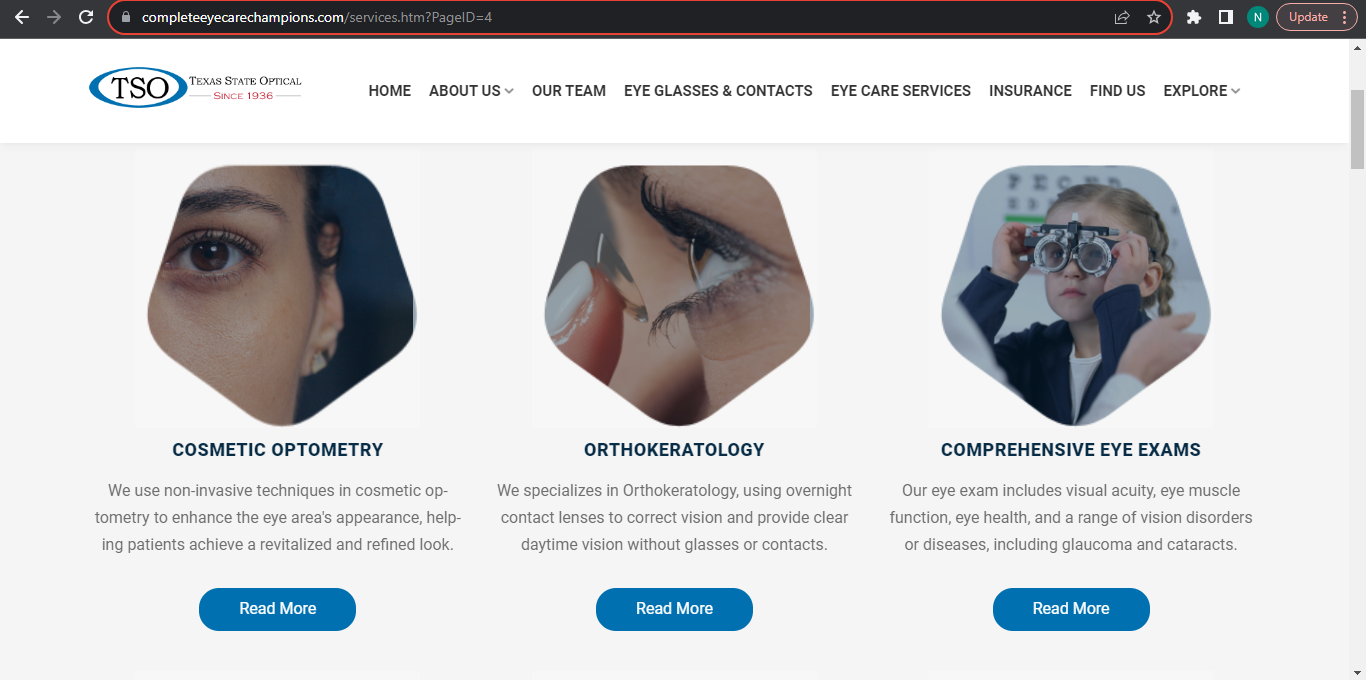 completeeyecarechampions.com/services.htm?PageID=4
N
Update
TSO
TEXAS STATE OPTICAL
SINCE 1936
HOME
ABOUT US
OUR TEAM
EYE GLASSES & CONTACTS
EYE CARE SERVICES
INSURANCE
FIND US
EXPLORE
P E C F D
COSMETIC OPTOMETRY
We use non-invasive techniques in cosmetic op-
tometry to enhance the eye area's appearance, help-
ing patients achieve a revitalized and refined look.
Read More
ORTHOKERATOLOGY
We specializes in Orthokeratology, using overnight
contact lenses to correct vision and provide clear
daytime vision without glasses or contacts.
Read More
COMPREHENSIVE EYE EXAMS
Our eye exam includes visual acuity, eye muscle
function, eye health, and a range of vision disorders
or diseases, including glaucoma and cataracts.
Read More